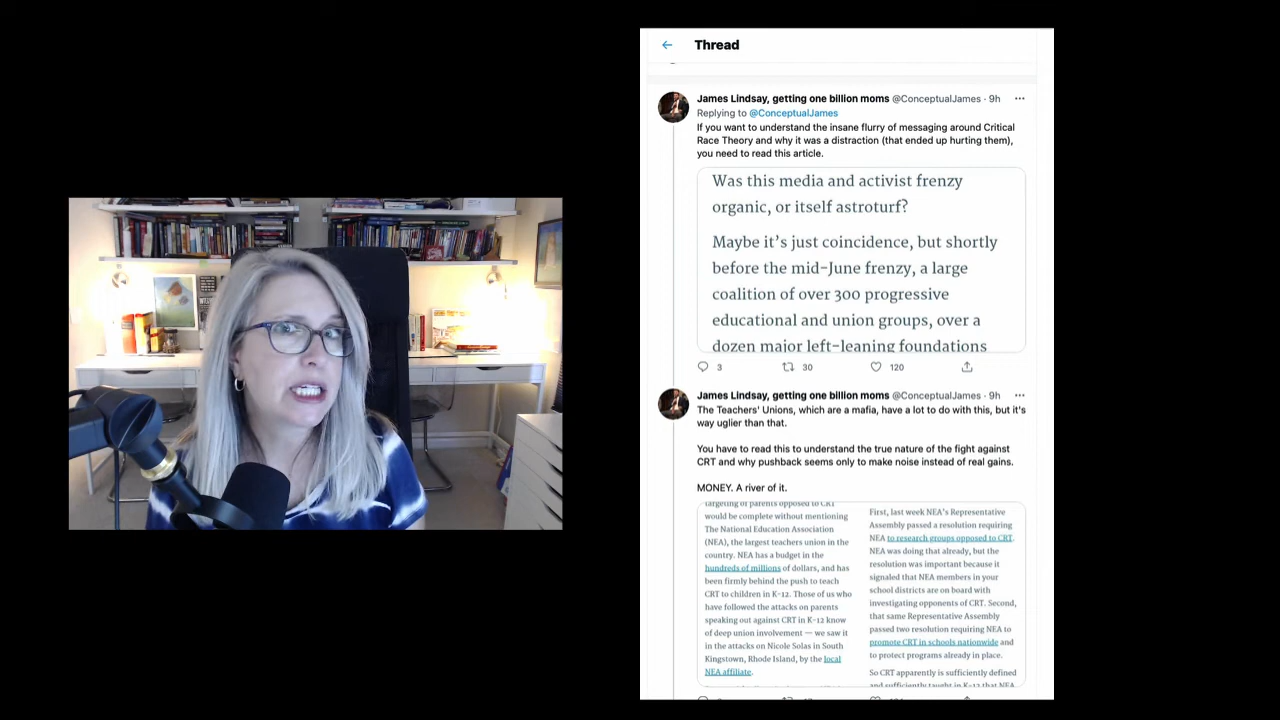 Thread
James Lindsay, getting one billion moms @ConceptualJames · 9h
Replying to @ConceptualJames
If you want to understand the insane flurry of messaging around Critical
Race Theory and why it was a distraction (that ended up hurting them),
you need to read this article.
Was this media and activist frenzy
organic, or itself astroturf?
Maybe it's just coincidence, but shortly
before the mid-June frenzy, a large
coalition of over 300 progressive
educational and union groups, over a
dozen major left-leaning foundations
3 30 120
James Lindsay, getting one billion moms @ConceptualJames · 9h
The Teachers' Unions, which are a mafia, have a lot to do with this, but it's
way uglier than that.
You have to read this to understand the true nature of the fight against
CRT and why pushback seems only to make noise instead of real gains.
MONEY. A river of it.
targeting of parents opposed to CRT
would be complete without mentioning
The National Education Association
(NEA), the largest teachers union in the
country. NEA has a budget in the
hundreds of millions of dollars, and has
been firmly behind the push to teach
CRT to children in K-12. Those of us who
have followed the attacks on parents
speaking out against CRT in K-12 know
of deep union involvement — we saw it
in the attacks on Nicole Solas in South
Kingstown, Rhode Island, by the local
NEA affiliate.
First, last week NEA's Representative
Assembly passed a resolution requiring
NEA to research groups opposed to CRT.
NEA was doing that already, but the
resolution was important because it
signaled that NEA members in your
school districts are on board with
investigating opponents of CRT. Second,
that same Representative Assembly
passed two resolution requiring NEA to
promote CRT in schools nationwide and
to protect programs already in place.
So CRT apparently is sufficiently defined
and sufficiently taught in K-12 that NEA